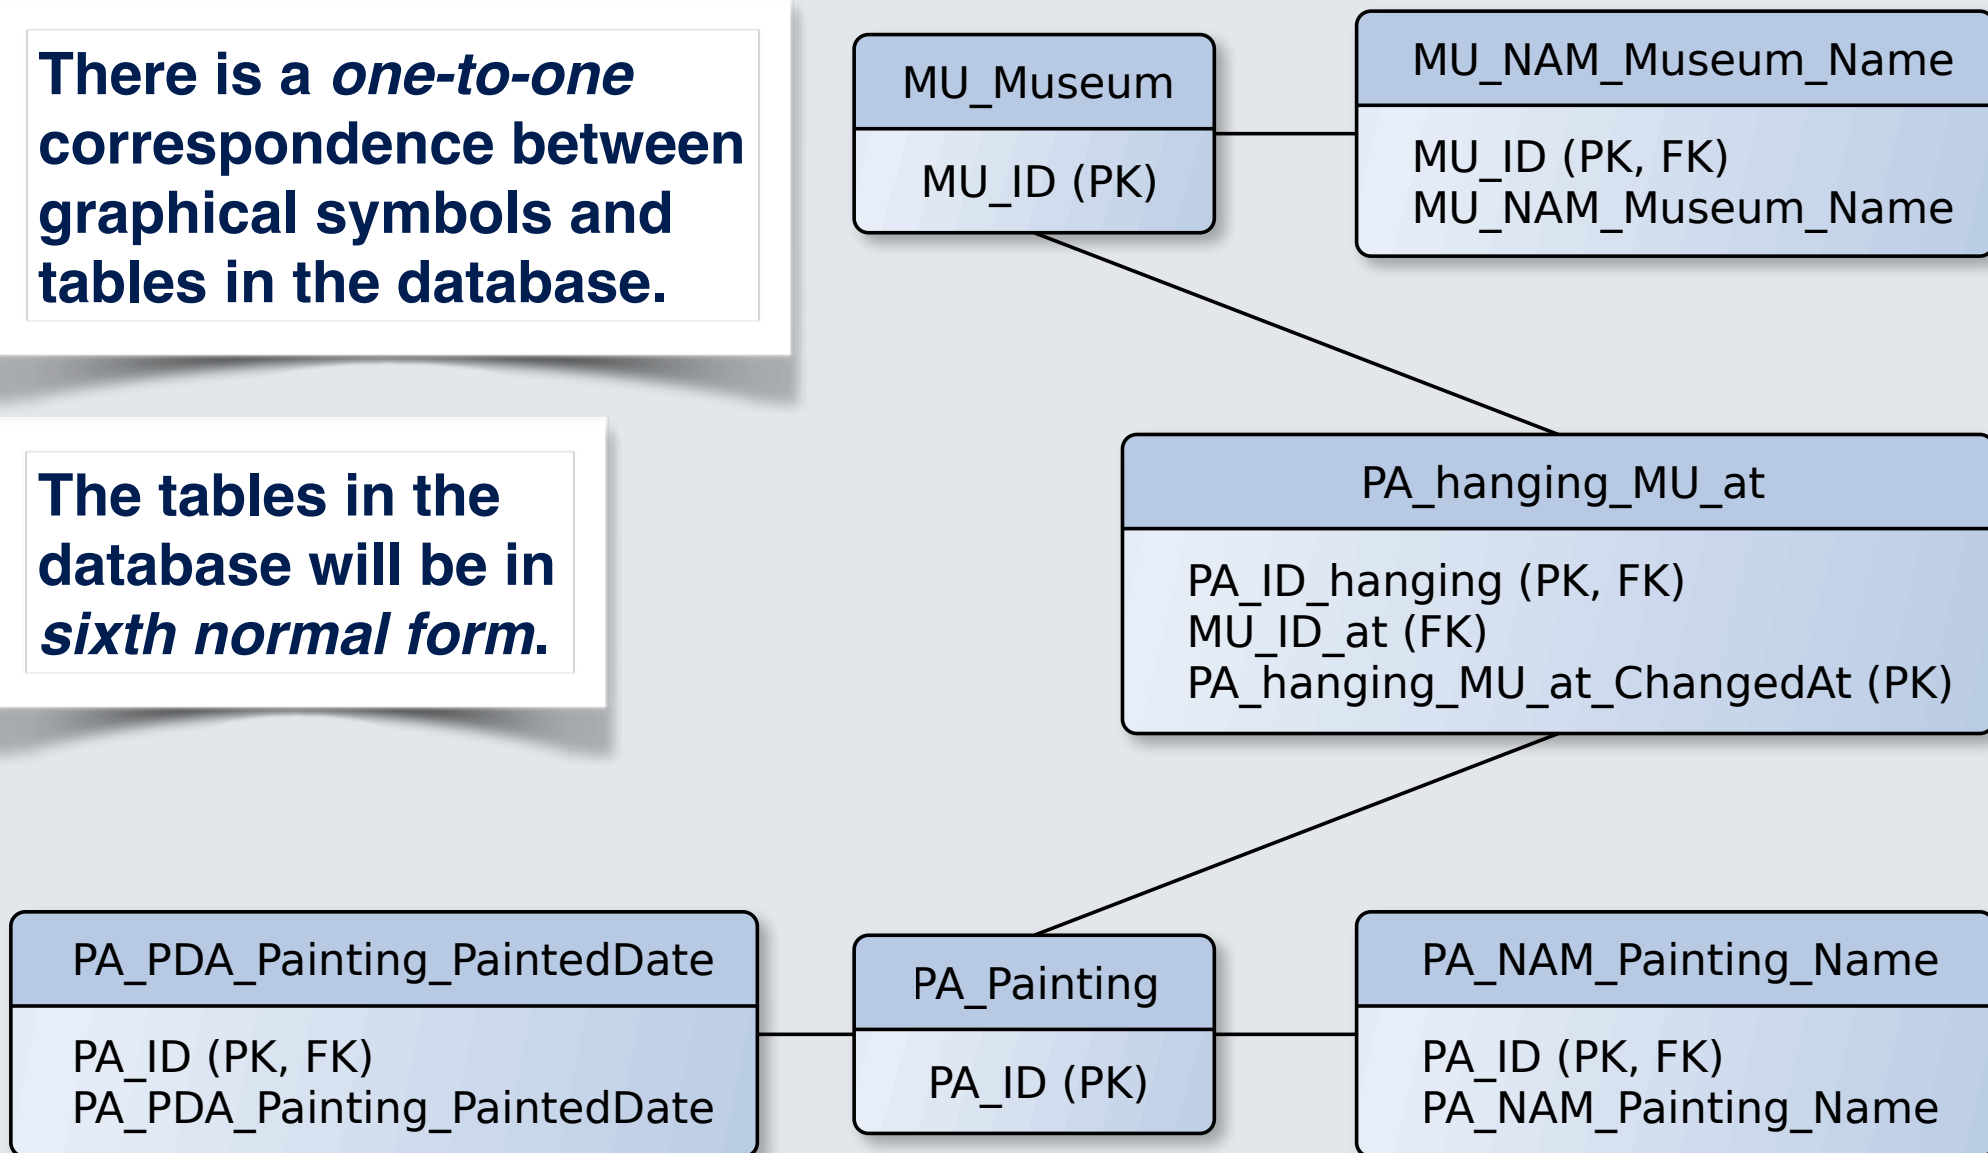 There is a one-to-one
correspondence between
graphical symbols and
tables in the database.
The tables in the
database will be in
sixth normal form.
MU_Museum
MU_ID (PK)
MU_NAM_Museum_Name
MU_ID (PK, FK)
MU_NAM_Museum_Name
PA_hanging_MU_at
PA_ID_hanging (PK, FK)
MU_ID_at (FK)
PA_hanging_MU_at_ChangedAt (PK)
PA_PDA_Painting_PaintedDate
PA_ID (PK, FK)
PA_PDA_Painting_PaintedDate
PA_Painting
PA_ID (PK)
PA_NAM_Painting_Name
PA_ID (PK, FK)
PA_NAM_Painting_Name